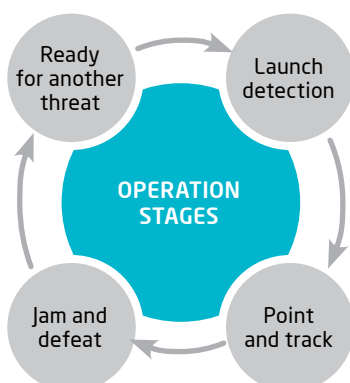 Ready
for another
threat
Launch
detection
OPERATION
STAGES
Jam and
defeat
Point
and track